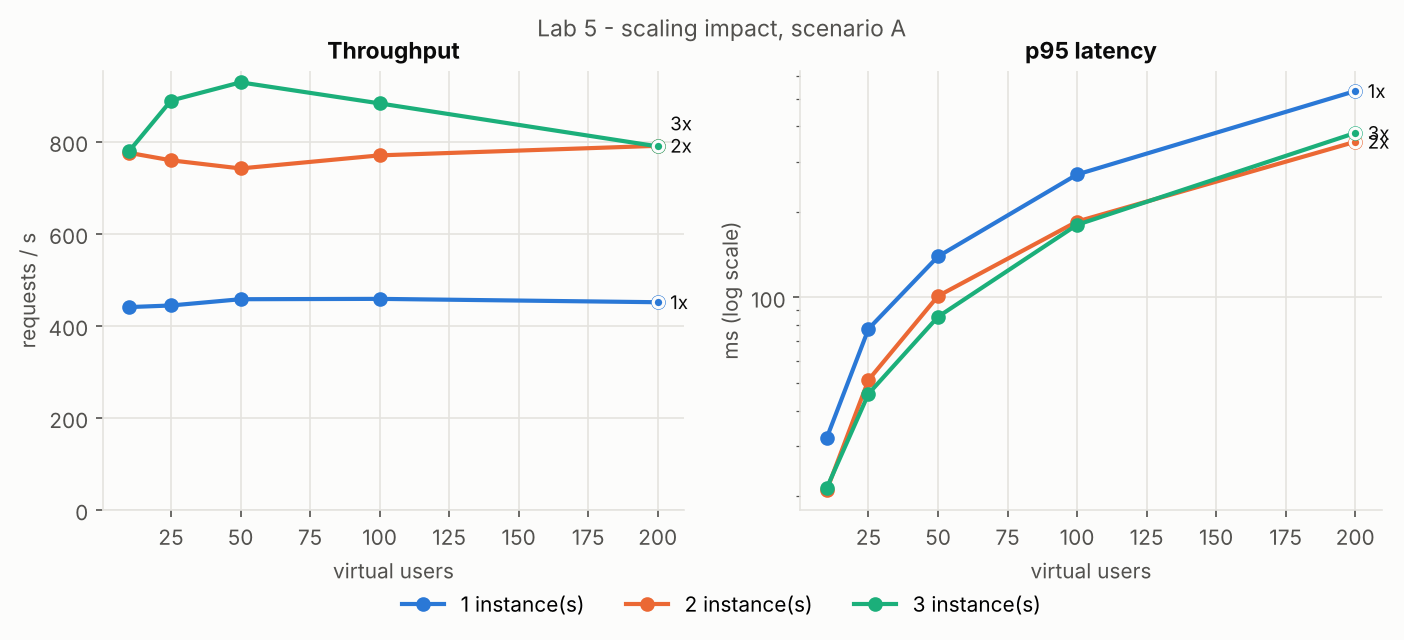 Lab 5 - scaling impact, scenario A
Throughput
requests / s
800
600
400
200
0
3x
2x
1x
25 50 75 100 125 150 175 200
virtual users
p95 latency
ms (log scale)
100
1x
3x
2x
25 50 75 100 125 150 175 200
virtual users
1 instance(s) 2 instance(s) 3 instance(s)